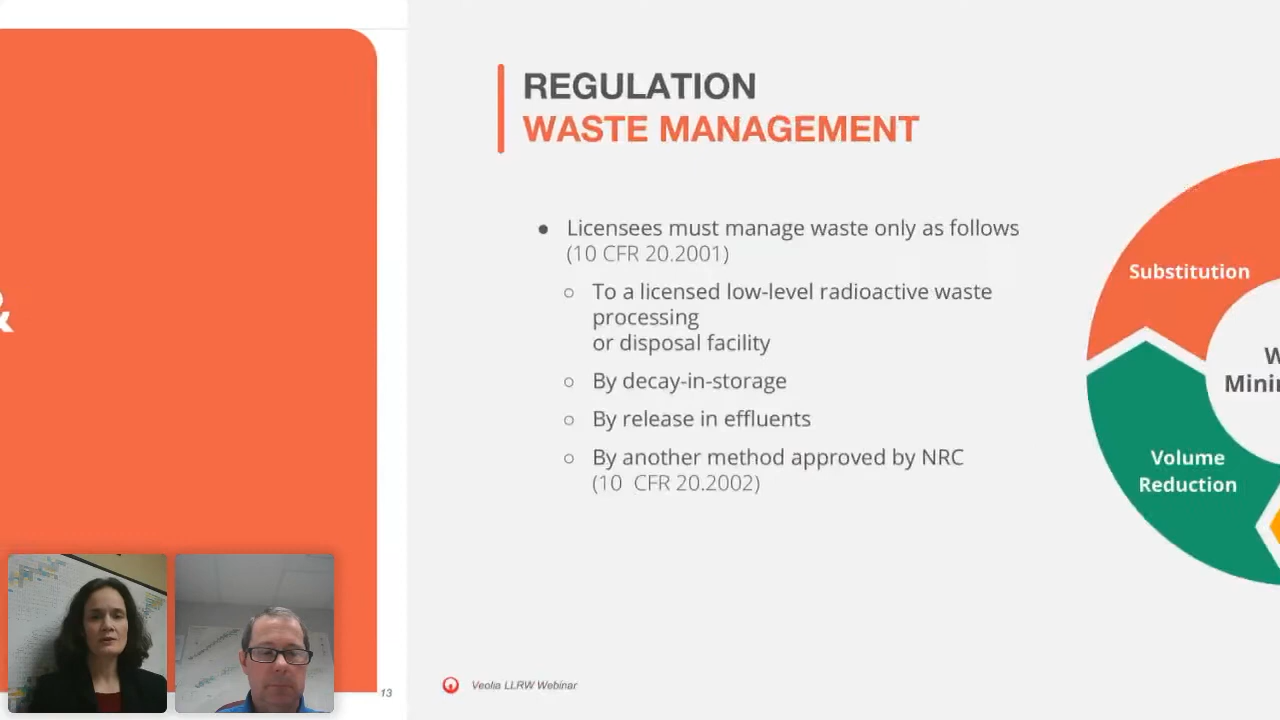 &
13
REGULATION
WASTE MANAGEMENT
● Licensees must manage waste only as follows
(10 CFR 20.2001)
○ To a licensed low-level radioactive waste
processing
or disposal facility
○ By decay-in-storage
○ By release in effluents
○ By another method approved by NRC
(10  CFR 20.2002)
Substitution
W
Minin
Volume
Reduction
Veolia LLRW Webinar